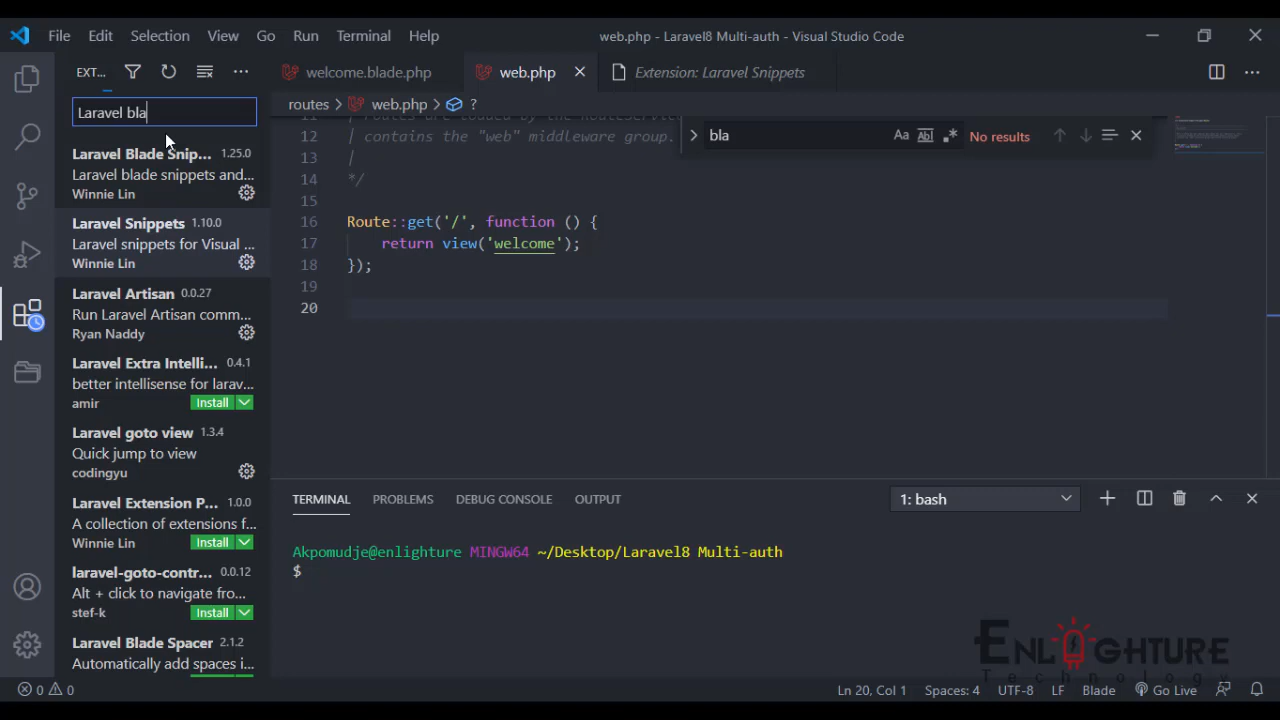 File Edit Selection View Go Run Terminal Help
web.php - Laravel8 Multi-auth - Visual Studio Code
EXT...
welcome.blade.php
web.php
Extension: Laravel Snippets
Laravel bla
routes > web.php > ?
bla
Aa
ab
No results
Laravel Blade Snip... 1.25.0
Laravel blade snippets and...
Winnie Lin
Laravel Snippets 1.10.0
Laravel snippets for Visual ...
Winnie Lin
Laravel Artisan 0.0.27
Run Laravel Artisan comm...
Ryan Naddy
Laravel Extra Intelli... 0.4.1
better intellisense for larav...
amir Install
Laravel goto view 1.3.4
Quick jump to view
codingyu
Laravel Extension P... 1.0.0
A collection of extensions f...
Winnie Lin Install
laravel-goto-contr... 0.0.12
Alt + click to navigate fro...
stef-k Install
Laravel Blade Spacer 2.1.2
Automatically add spaces i...
12 | contains the "web" middleware group.
13 |
14 */
15
16 Route::get('/', function () {
17 return view('welcome');
18 });
19
20
TERMINAL PROBLEMS DEBUG CONSOLE OUTPUT
1: bash
Akpomudje@enlighture MINGW64 ~/Desktop/Laravel8 Multi-auth
$
ENLIGHTURE
Technology
0 0
Ln 20, Col 1 Spaces: 4 UTF-8 LF Blade Go Live